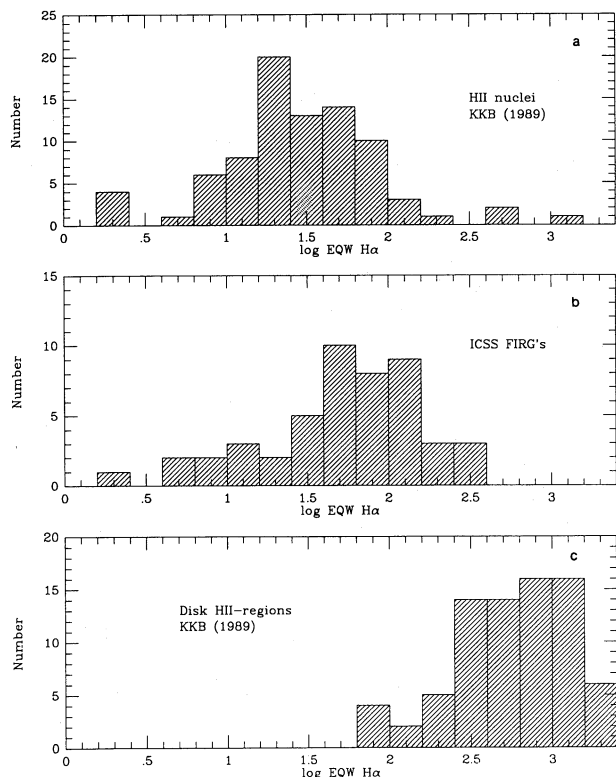 a
25
20
15
10
5
0
Number
HII nuclei
KKB (1989)
0 .5 1 1.5 2 2.5 3
log EQW Hα
b
15
10
5
0
Number
ICSS FIRG's
0 .5 1 1.5 2 2.5 3
log EQW Hα
c
20
15
10
5
0
Number
Disk HII-regions
KKB (1989)
0 .5 1 1.5 2 2.5 3
log EQW Hα